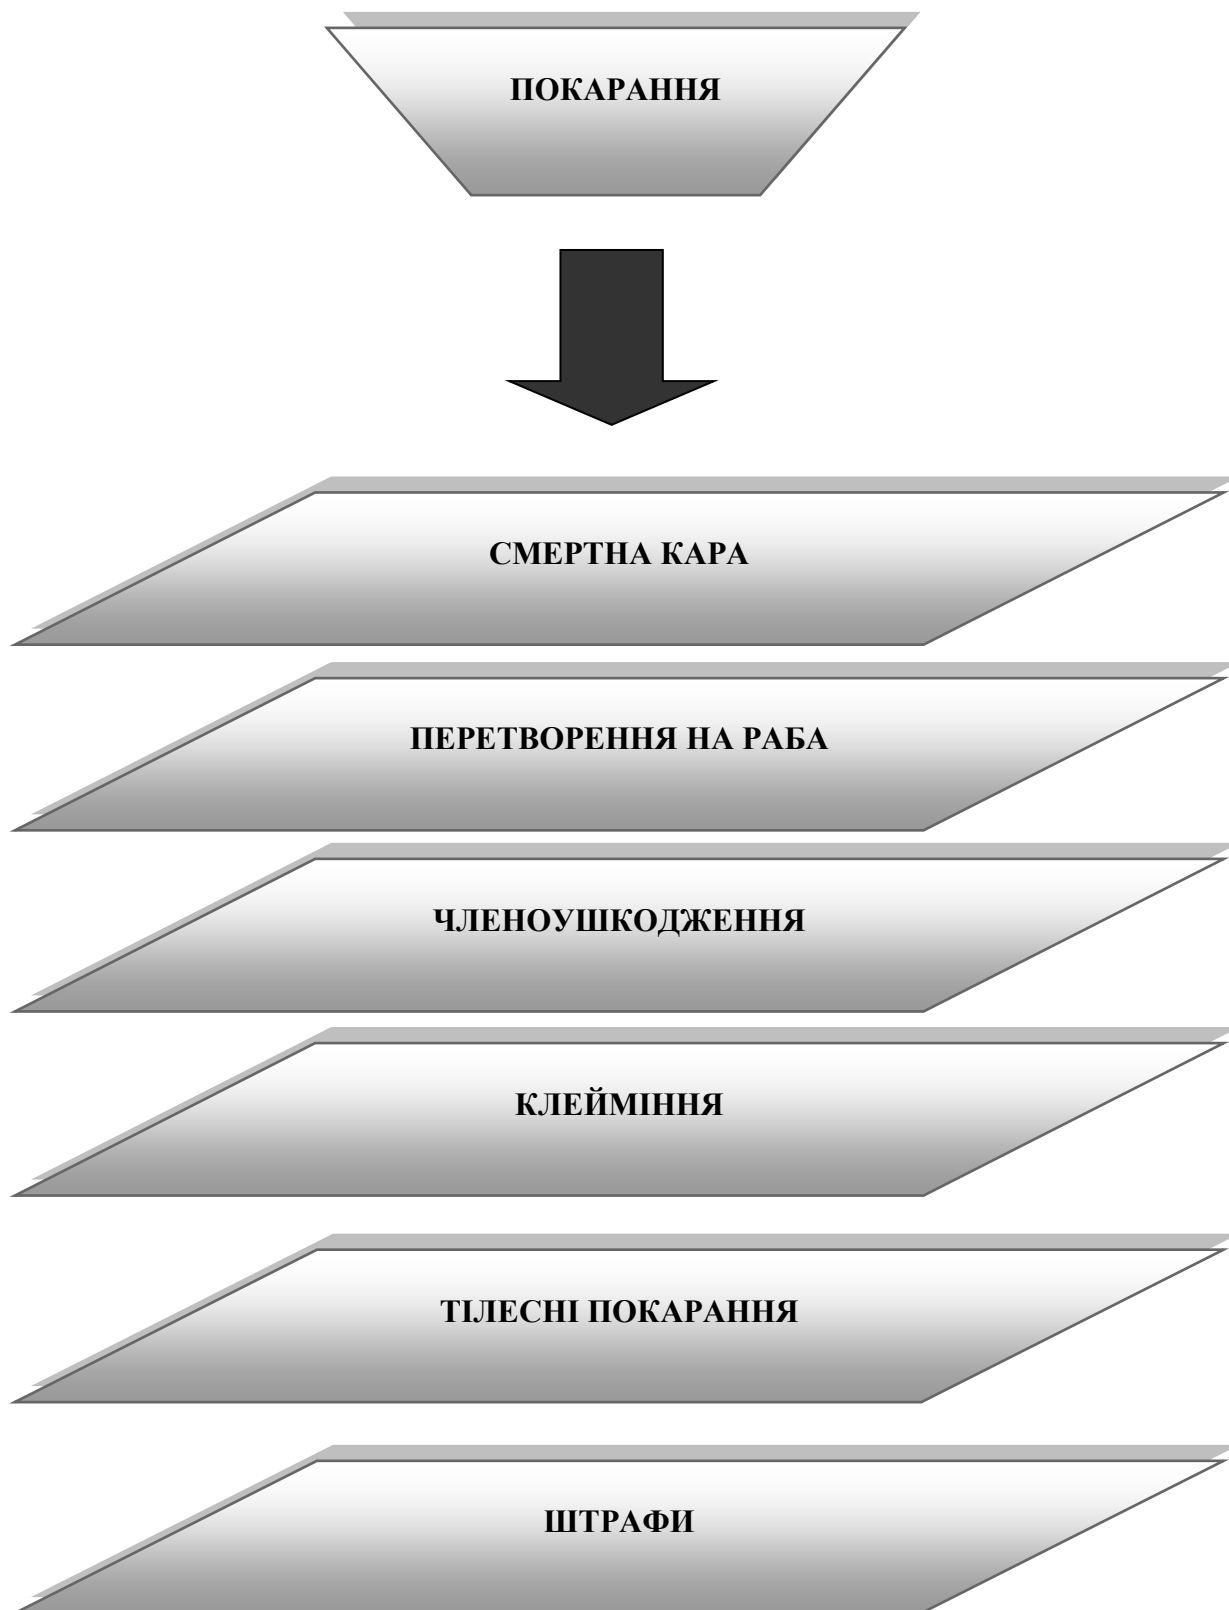 ПОКАРАННЯ
СМЕРТНА КАРА
ПЕРЕТВОРЕННЯ НА РАБА
ЧЛЕНОУШКОДЖЕННЯ
КЛЕЙМІННЯ
ТІЛЕСНІ ПОКАРАННЯ
ШТРАФИ